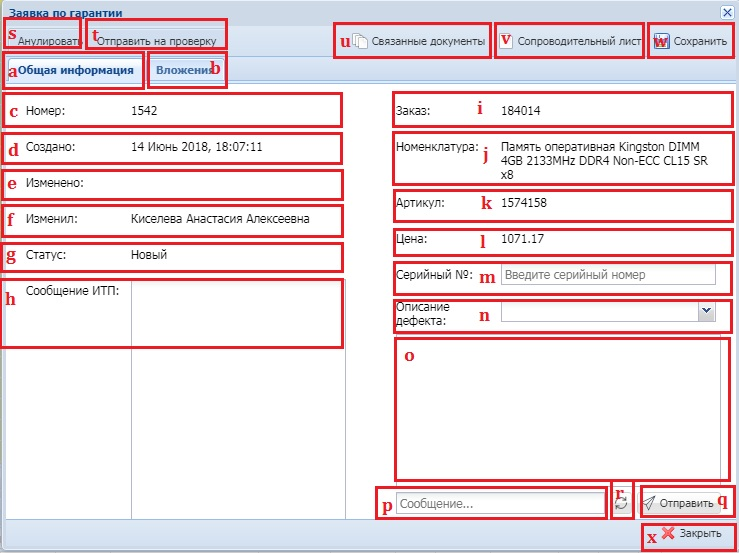 Заявка по гарантии
s Анулировать t Отправить на проверку u Связанные документы v Сопроводительный лист w Сохранить
a Общая информация Вложения b
c Номер: 1542
d Создано: 14 Июнь 2018, 18:07:11
e Изменено:
f Изменил: Киселева Анастасия Алексеевна
g Статус: Новый
h Сообщение ИТП:
Заказ: i 184014
Номенклатура: j Память оперативная Kingston DIMM
4GB 2133MHz DDR4 Non-ECC CL15 SR
x8
Артикул: k 1574158
Цена: l 1071.17
Серийный №: m Введите серийный номер
Описание
дефекта: n
o
p Сообщение... r Отправить q
x Закрыть